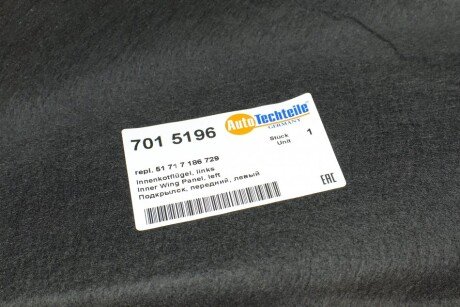 701 5196
AutoTechteile
GERMANY
Stück
Unit
1
repl. 51 71 7 186 729
Innenkotflügel, links
Inner Wing Panel, left
Подкрылок, передний, левый
EAC